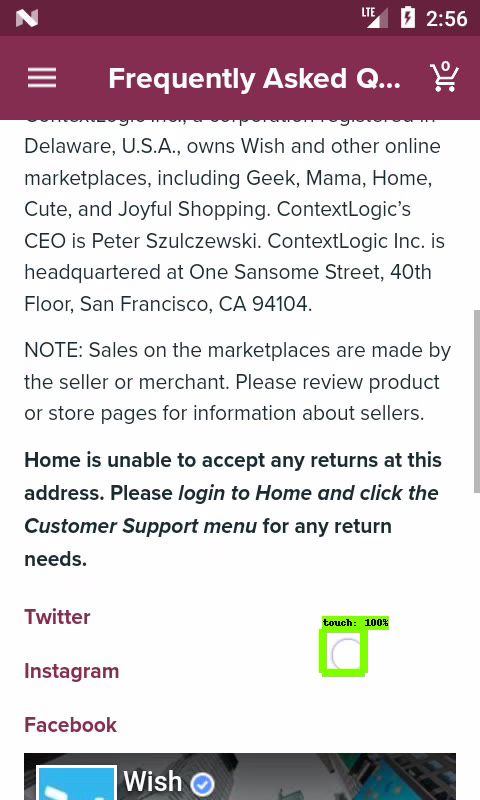 LTE 2:56
Frequently Asked Q... 0
ContextLogic Inc., a corporation registered in
Delaware, U.S.A., owns Wish and other online
marketplaces, including Geek, Mama, Home,
Cute, and Joyful Shopping. ContextLogic’s
CEO is Peter Szulczewski. ContextLogic Inc. is
headquartered at One Sansome Street, 40th
Floor, San Francisco, CA 94104.
NOTE: Sales on the marketplaces are made by
the seller or merchant. Please review product
or store pages for information about sellers.
Home is unable to accept any returns at this
address. Please login to Home and click the
Customer Support menu for any return
needs.
Twitter
touch: 100%
Instagram
Facebook
Wish